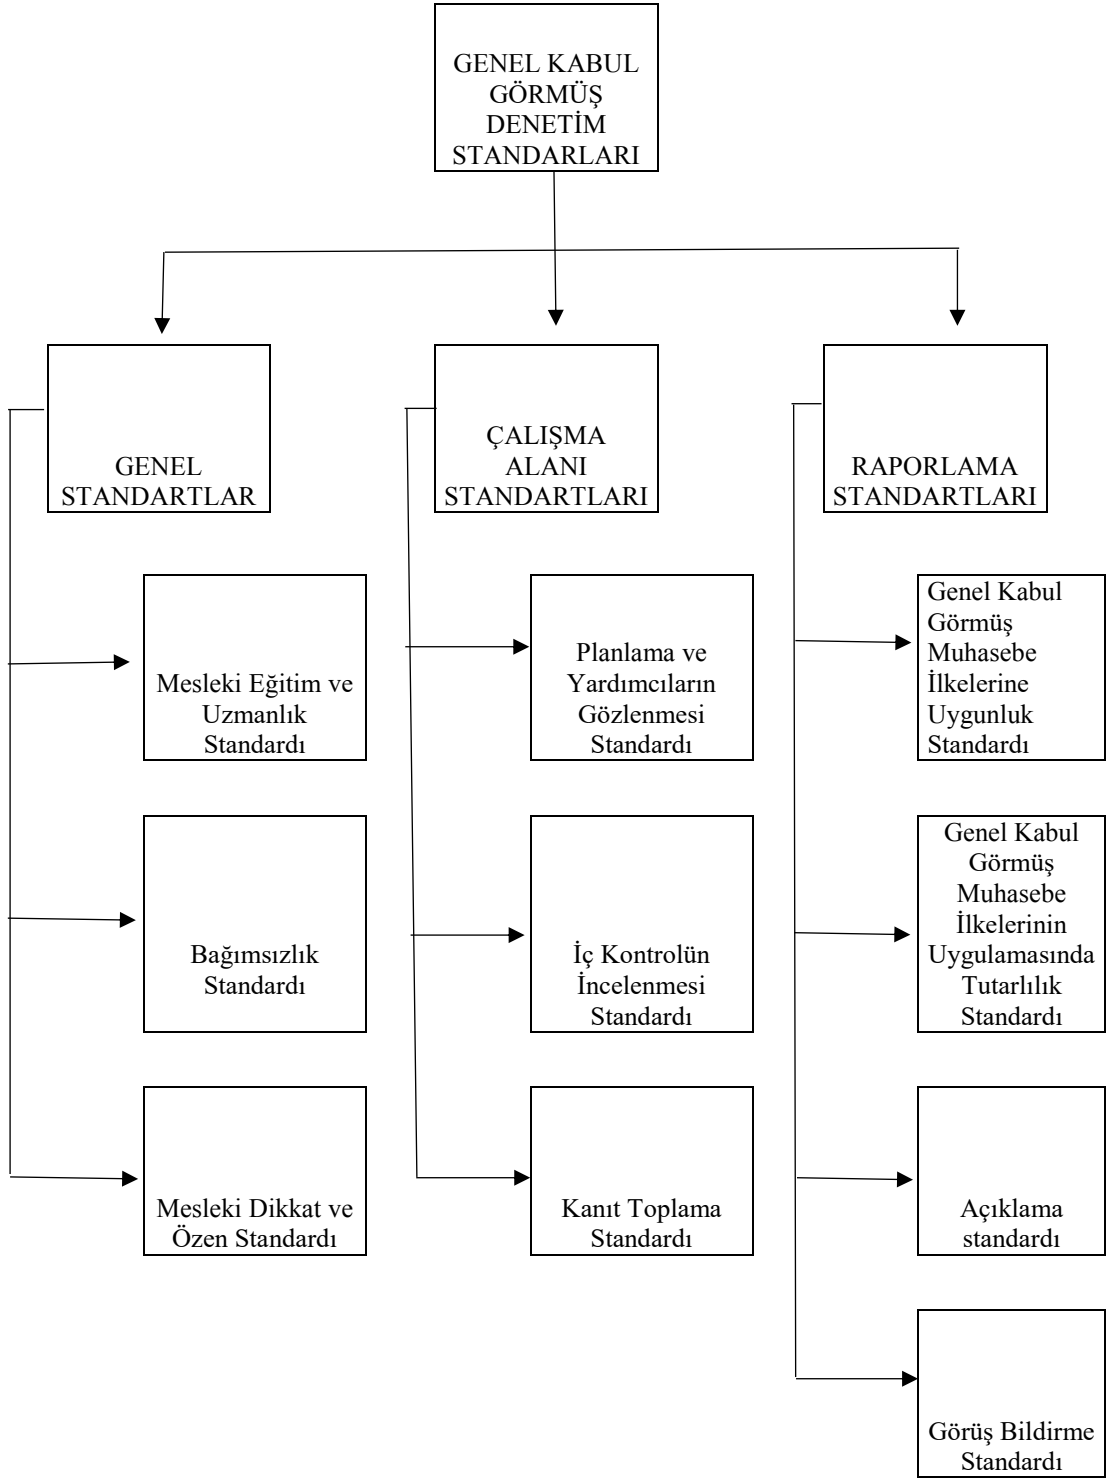 GENEL KABUL
GÖRMÜŞ
DENETİM
STANDARLARI
GENEL
STANDARTLAR
ÇALIŞMA
ALANI
STANDARTLARI
RAPORLAMA
STANDARTLARI
Mesleki Eğitim ve
Uzmanlık
Standardı
Planlama ve
Yardımcıların
Gözlenmesi
Standardı
Genel Kabul
Görmüş
Muhasebe
İlkelerine
Uygunluk
Standardı
Bağımsızlık
Standardı
İç Kontrolün
İncelenmesi
Standardı
Genel Kabul
Görmüş
Muhasebe
İlkelerinin
Uygulamasında
Tutarlılık
Standardı
Mesleki Dikkat ve
Özen Standardı
Kanıt Toplama
Standardı
Açıklama
standardı
Görüş Bildirme
Standardı